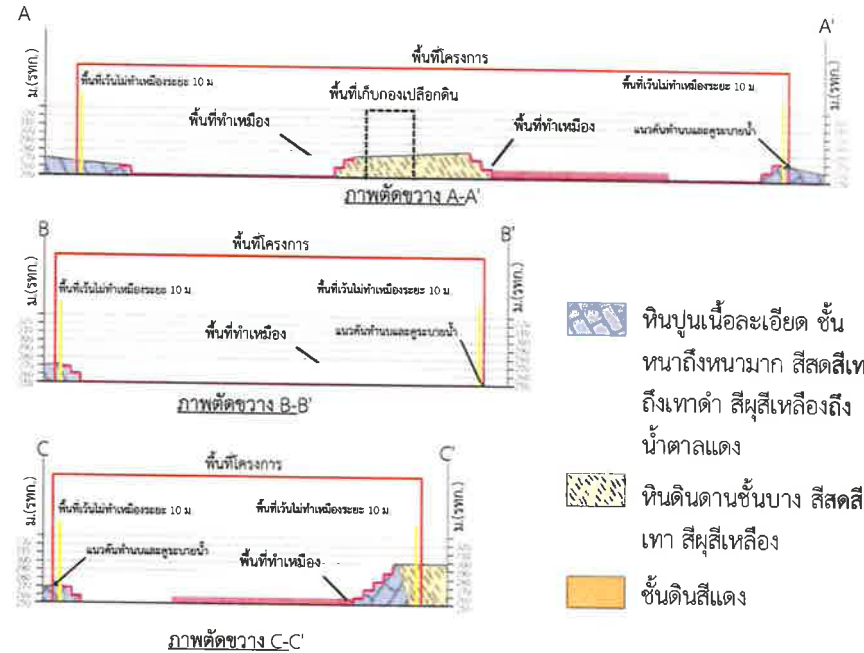 A
A'
พื้นที่โครงการ
ม.(รทก.)
พื้นที่เว้นไม่ทำเหมืองระยะ 10 ม
พื้นที่เก็บกองเปลือกดิน
พื้นที่เว้นไม่ทำเหมืองระยะ 10 ม.
ม.(รทก.)
พื้นที่ทำเหมือง
พื้นที่ทำเหมือง
แนวคันทำนบและคูระบายน้ำ
ภาพตัดขวาง A-A'
B
B'
พื้นที่โครงการ
ม.(รทก.)
พื้นที่เว้นไม่ทำเหมืองระยะ 10 ม.
พื้นที่เว้นไม่ทำเหมืองระยะ 10 ม.
ม.(รทก.)
พื้นที่ทำเหมือง
แนวคันทำนบและคูระบายน้ำ
ภาพตัดขวาง B-B'
C
C'
พื้นที่โครงการ
ม.(รทก.)
พื้นที่เว้นไม่ทำเหมืองระยะ 10 ม.
พื้นที่เว้นไม่ทำเหมืองระยะ 10 ม.
ม.(รทก.)
แนวคันทำนบและคูระบายน้ำ
พื้นที่ทำเหมือง
ภาพตัดขวาง C-C'
หินปูนเนื้อละเอียด ชั้น
หนาถึงหนามาก สีสดสีเท
ถึงเทาดำ สีผุสีเหลืองถึง
น้ำตาลแดง
หินดินดานชั้นบาง สีสดสี
เทา สีผุสีเหลือง
ชั้นดินสีแดง